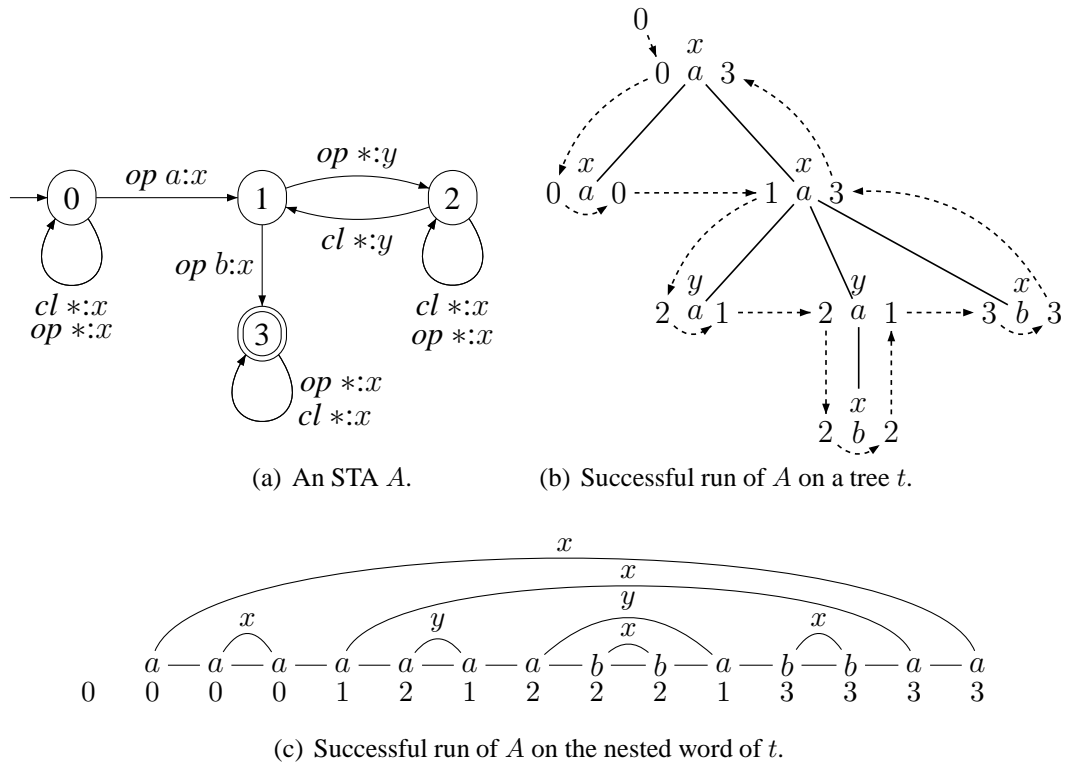 0
x
0 a 3
op a:x
op *:y
0
1
2
cl *:y
op b:x
cl *:x
op *:x
cl *:x
op *:x
3
op *:x
cl *:x
x
0 a 0
x
1 a 3
y
2 a 1
y
2 a 1
x
3 b 3
x
2 b 2
(a) An STA A.
(b) Successful run of A on a tree t.
x
x
y
x y x x
a a a a a a a b b a b b a a
0 0 0 0 1 2 1 2 2 2 1 3 3 3 3
(c) Successful run of A on the nested word of t.